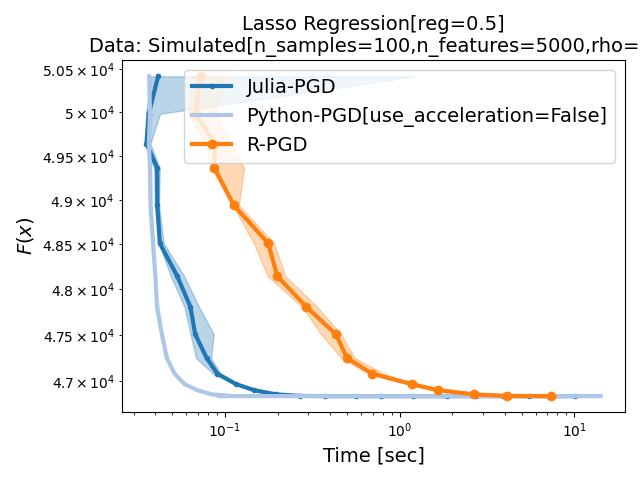 Lasso Regression[reg=0.5]
Data: Simulated[n_samples=100,n_features=5000,rho=
Julia-PGD
Python-PGD[use_acceleration=False]
R-PGD
F(x)
5.05 × 10⁴
5 × 10⁴
4.95 × 10⁴
4.9 × 10⁴
4.85 × 10⁴
4.8 × 10⁴
4.75 × 10⁴
4.7 × 10⁴
10⁻¹ 10⁰ 10¹
Time [sec]